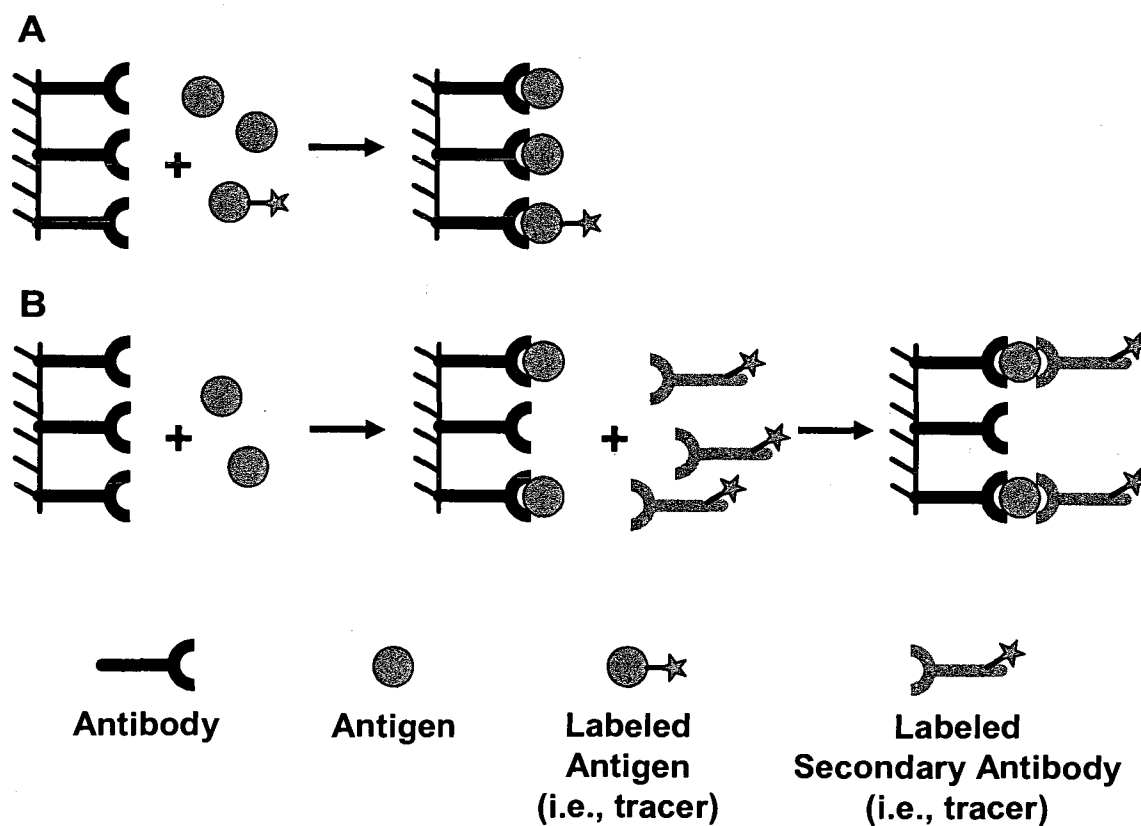 A
+
B
+
+
Antibody
Antigen
Labeled
Antigen
(i.e., tracer)
Labeled
Secondary Antibody
(i.e., tracer)